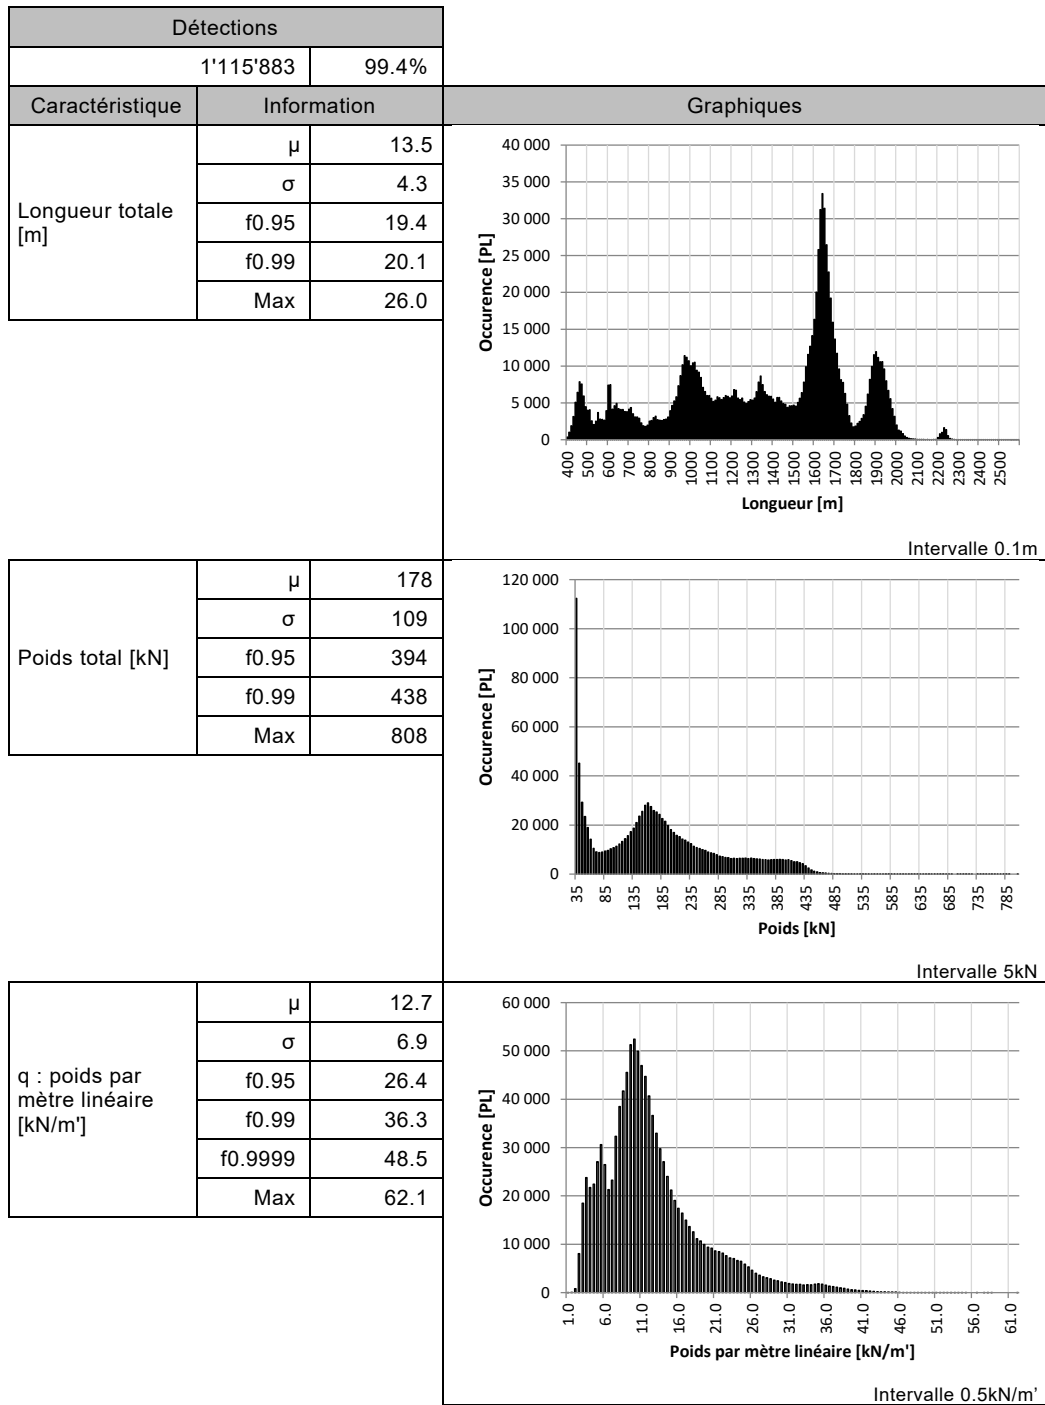 Détections
1'115'883 99.4%
Caractéristique Information Graphiques
Longueur totale [m]
μ 13.5
σ 4.3
f0.95 19.4
f0.99 20.1
Max 26.0
40 000
35 000
30 000
25 000
20 000
15 000
10 000
5 000
0
Occurence [PL]
400 500 600 700 800 900 1000 1100 1200 1300 1400 1500 1600 1700 1800 1900 2000 2100 2200 2300 2400 2500
Longueur [m]
Intervalle 0.1m
Poids total [kN]
μ 178
σ 109
f0.95 394
f0.99 438
Max 808
120 000
100 000
80 000
60 000
40 000
20 000
0
Occurence [PL]
35 85 135 185 235 285 335 385 435 485 535 585 635 685 735 785
Poids [kN]
Intervalle 5kN
q : poids par
mètre linéaire
[kN/m']
μ 12.7
σ 6.9
f0.95 26.4
f0.99 36.3
f0.9999 48.5
Max 62.1
60 000
50 000
40 000
30 000
20 000
10 000
0
Occurence [PL]
1.0 6.0 11.0 16.0 21.0 26.0 31.0 36.0 41.0 46.0 51.0 56.0 61.0
Poids par mètre linéaire [kN/m']
Intervalle 0.5kN/m’